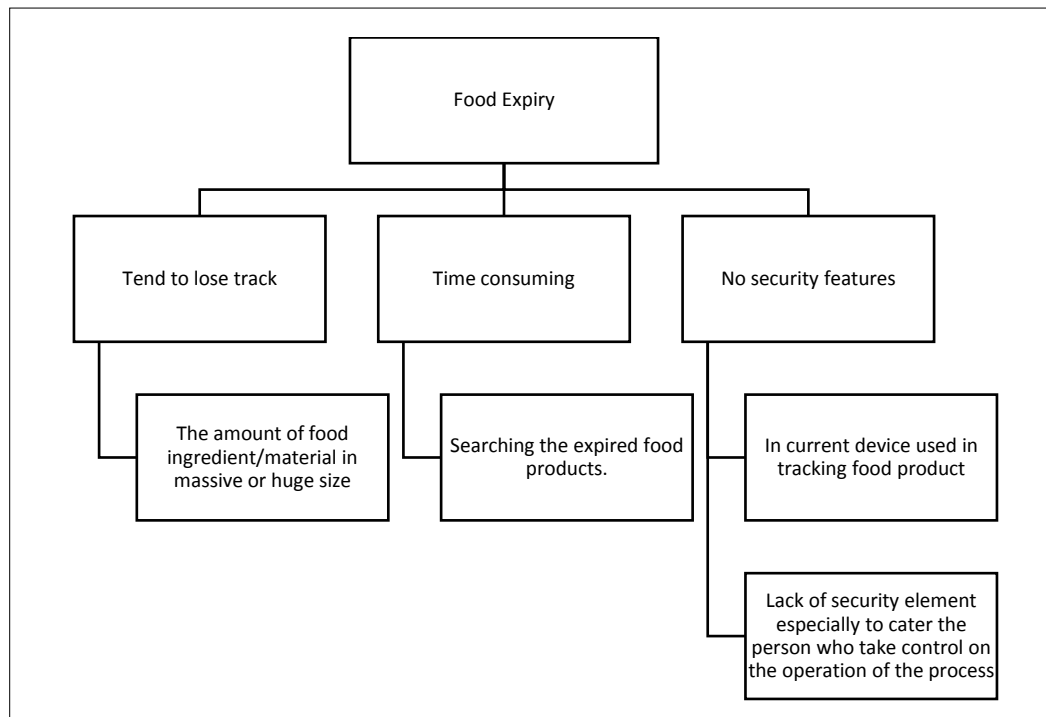 Food Expiry
Tend to lose track
Time consuming
No security features
The amount of food
ingredient/material in
massive or huge size
Searching the expired food
products.
In current device used in
tracking food product
Lack of security element
especially to cater the
person who take control on
the operation of the process